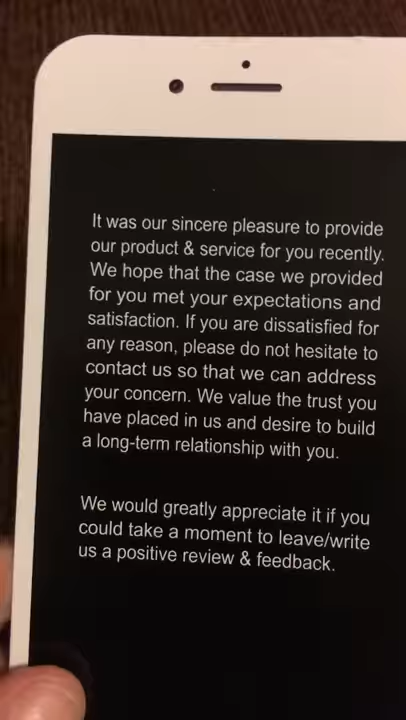 It was our sincere pleasure to provide
our product & service for you recently.
We hope that the case we provided
for you met your expectations and
satisfaction. If you are dissatisfied for
any reason, please do not hesitate to
contact us so that we can address
your concern. We value the trust you
have placed in us and desire to build
a long-term relationship with you.
We would greatly appreciate it if you
could take a moment to leave/write
us a positive review & feedback.